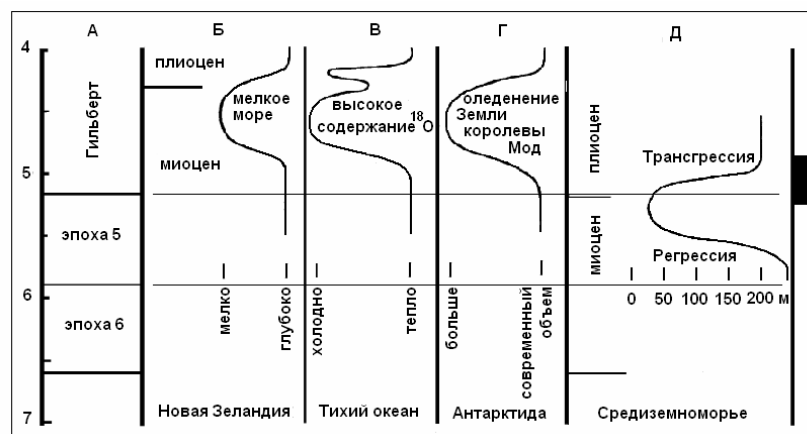 А Б В Г Д
4
5
6
7
Гильберт
эпоха 5
эпоха 6
плиоцен
мелкое
море
миоцен
мелко
глубоко
Новая Зеландия
высокое
содержание 18О
холодно
тепло
Тихий океан
оледенение
Земли
королевы
Мод
больше
современный
объем
Антарктида
плиоцен
миоцен
Трансгрессия
Регрессия
0 50 100 150 200 м
Средиземноморье